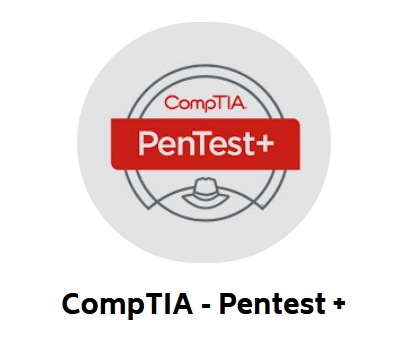 CompTIA.
PenTest+
CompTIA - Pentest +